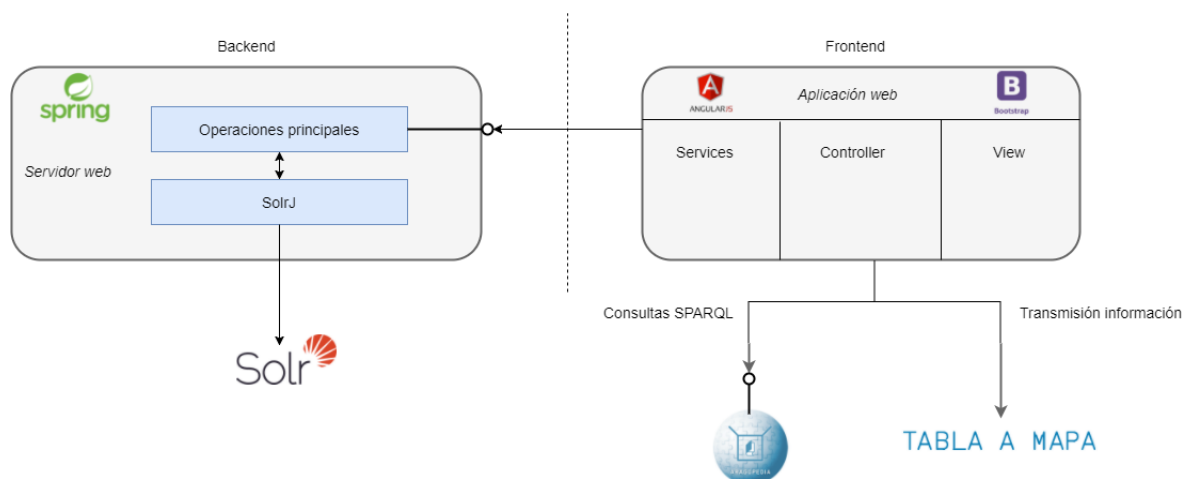 Backend
Frontend
spring
Servidor web
Operaciones principales
SolrJ
Solr
ANGULARJS
Aplicación web
B
Bootstrap
Services
Controller
View
Consultas SPARQL
Transmisión información
ARAGOPEDIA
TABLA A MAPA